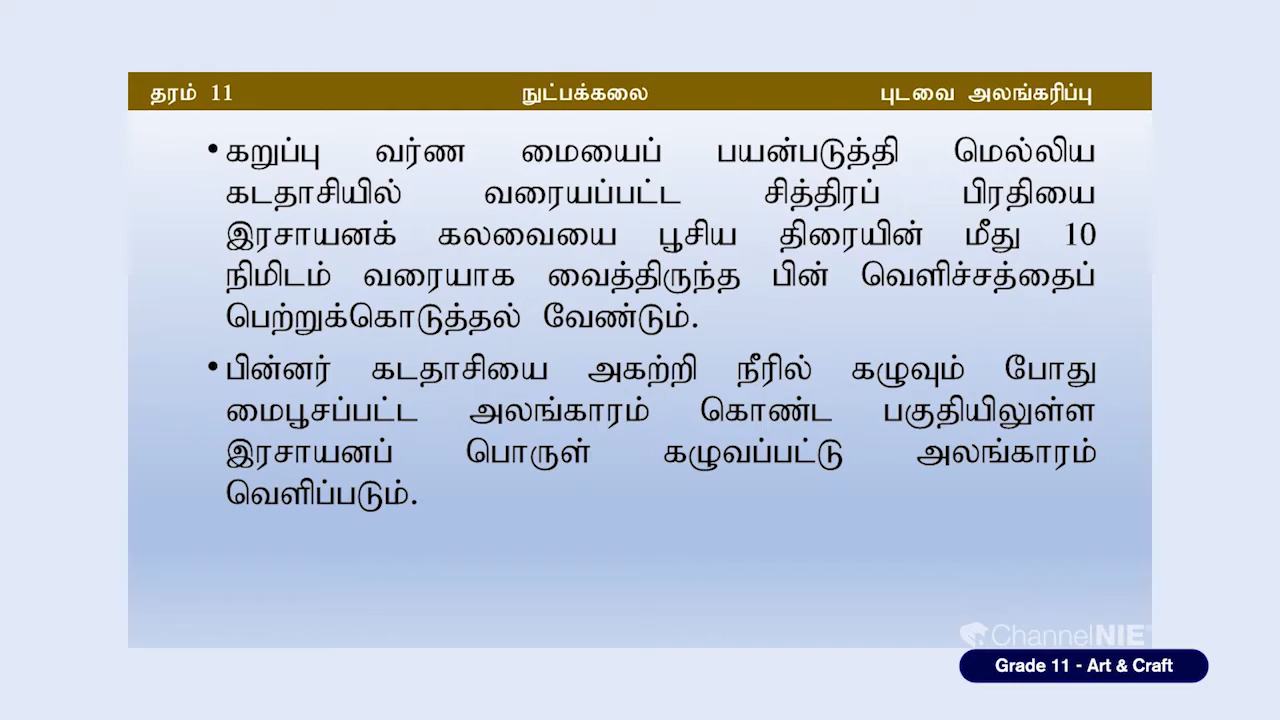 தரம் 11 நுட்பக்கலை புடவை அலங்கரிப்பு
• கறுப்பு வர்ண மையைப் பயன்படுத்தி மெல்லிய
கடதாசியில் வரையப்பட்ட சித்திரப் பிரதியை
இரசாயனக் கலவையை பூசிய திரையின் மீது 10
நிமிடம் வரையாக வைத்திருந்த பின் வெளிச்சத்தைப்
பெற்றுக்கொடுத்தல் வேண்டும்.
• பின்னர் கடதாசியை அகற்றி நீரில் கழுவும் போது
மைபூசப்பட்ட அலங்காரம் கொண்ட பகுதியிலுள்ள
இரசாயனப் பொருள் கழுவப்பட்டு அலங்காரம்
வெளிப்படும்.
ChannelNIE
Grade 11 - Art & Craft